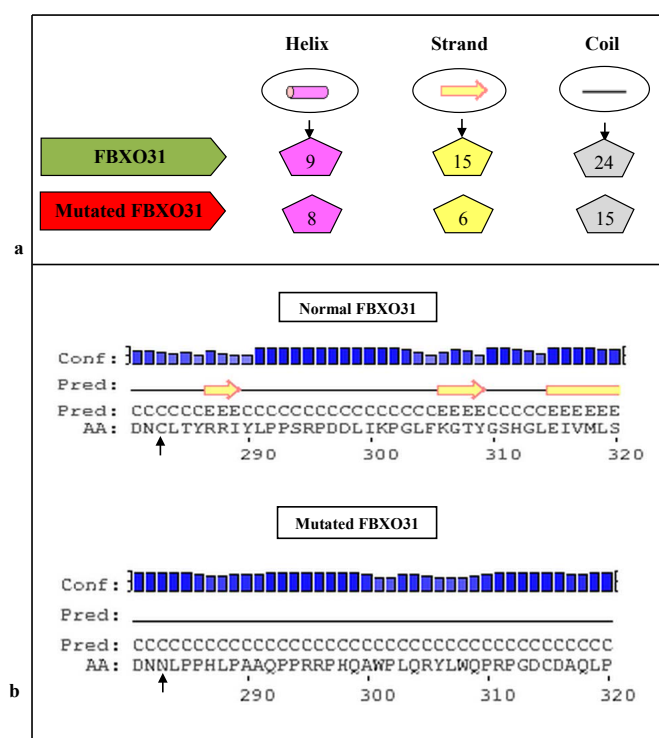 Helix Strand Coil
FBXO31 9 15 24
Mutated FBXO31 8 6 15
a
Normal FBXO31
Conf:
Pred:
Pred: CCCCCCEEECCCCCCCCCCCCCCCCEEEECCCCCEEEEEE
AA: DNCLTYRRIYLPPSRPDDLIKPGLFKGTYGSHGLEIVMLS
290 300 310 320
Mutated FBXO31
Conf:
Pred:
Pred: CCCCCCCCCCCCCCCCCCCCCCCCCCCCCCCCCCCCCCCC
AA: DNNLPPHLPAAQPPRRPHQAWPLQRYLWQPRPGDCDAQLP
b
290 300 310 320